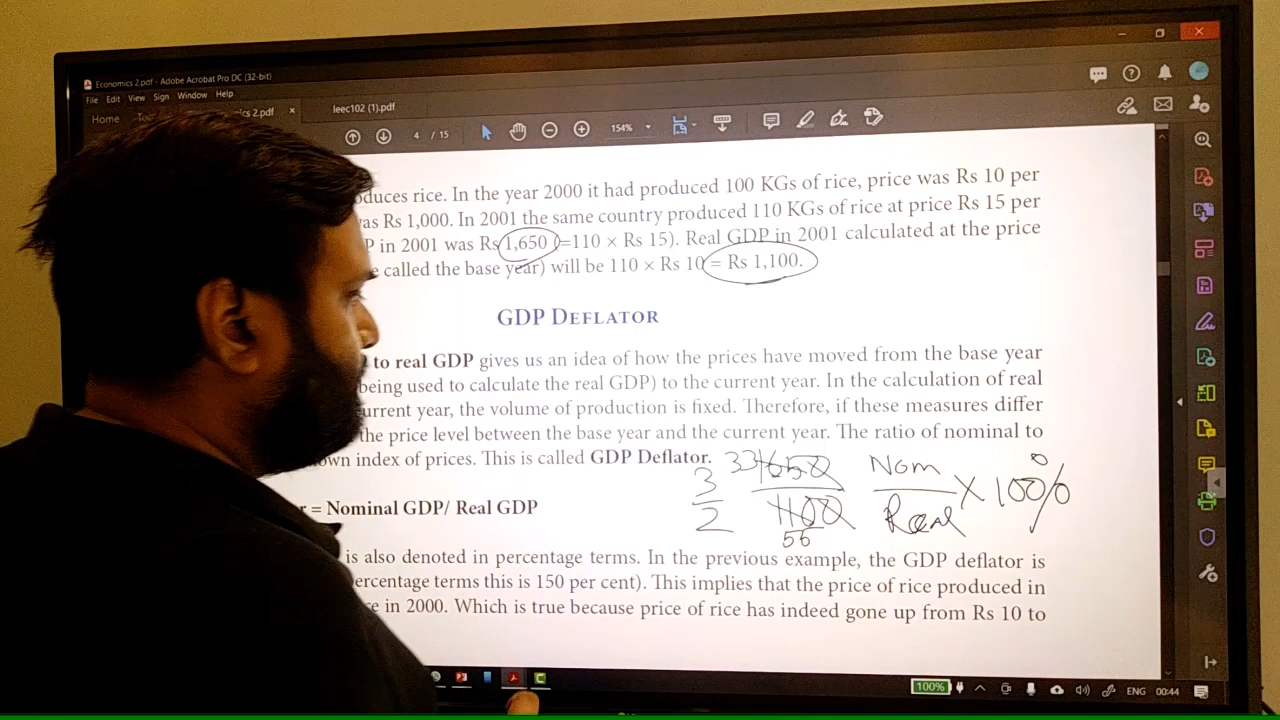 Economics 2.pdf - Adobe Acrobat Pro DC (32-bit)
File Edit View Sign Window Help
Home ics 2.pdf × leec102 (1).pdf
4 / 15 154%
duces rice. In the year 2000 it had produced 100 KGs of rice, price was Rs 10 per
as Rs 1,000. In 2001 the same country produced 110 KGs of rice at price Rs 15 per
P in 2001 was Rs 1,650 (=110 × Rs 15). Real GDP in 2001 calculated at the price
e called the base year) will be 110 × Rs 10 = Rs 1,100.
GDP DEFLATOR
to real GDP gives us an idea of how the prices have moved from the base year
being used to calculate the real GDP) to the current year. In the calculation of real
urrent year, the volume of production is fixed. Therefore, if these measures differ
the price level between the base year and the current year. The ratio of nominal to
own index of prices. This is called GDP Deflator.
3/2 33 1650/1100 55 Nom/Real × 100%
r = Nominal GDP/ Real GDP
is also denoted in percentage terms. In the previous example, the GDP deflator is
ercentage terms this is 150 per cent). This implies that the price of rice produced in
e in 2000. Which is true because price of rice has indeed gone up from Rs 10 to
100% ENG 00:44